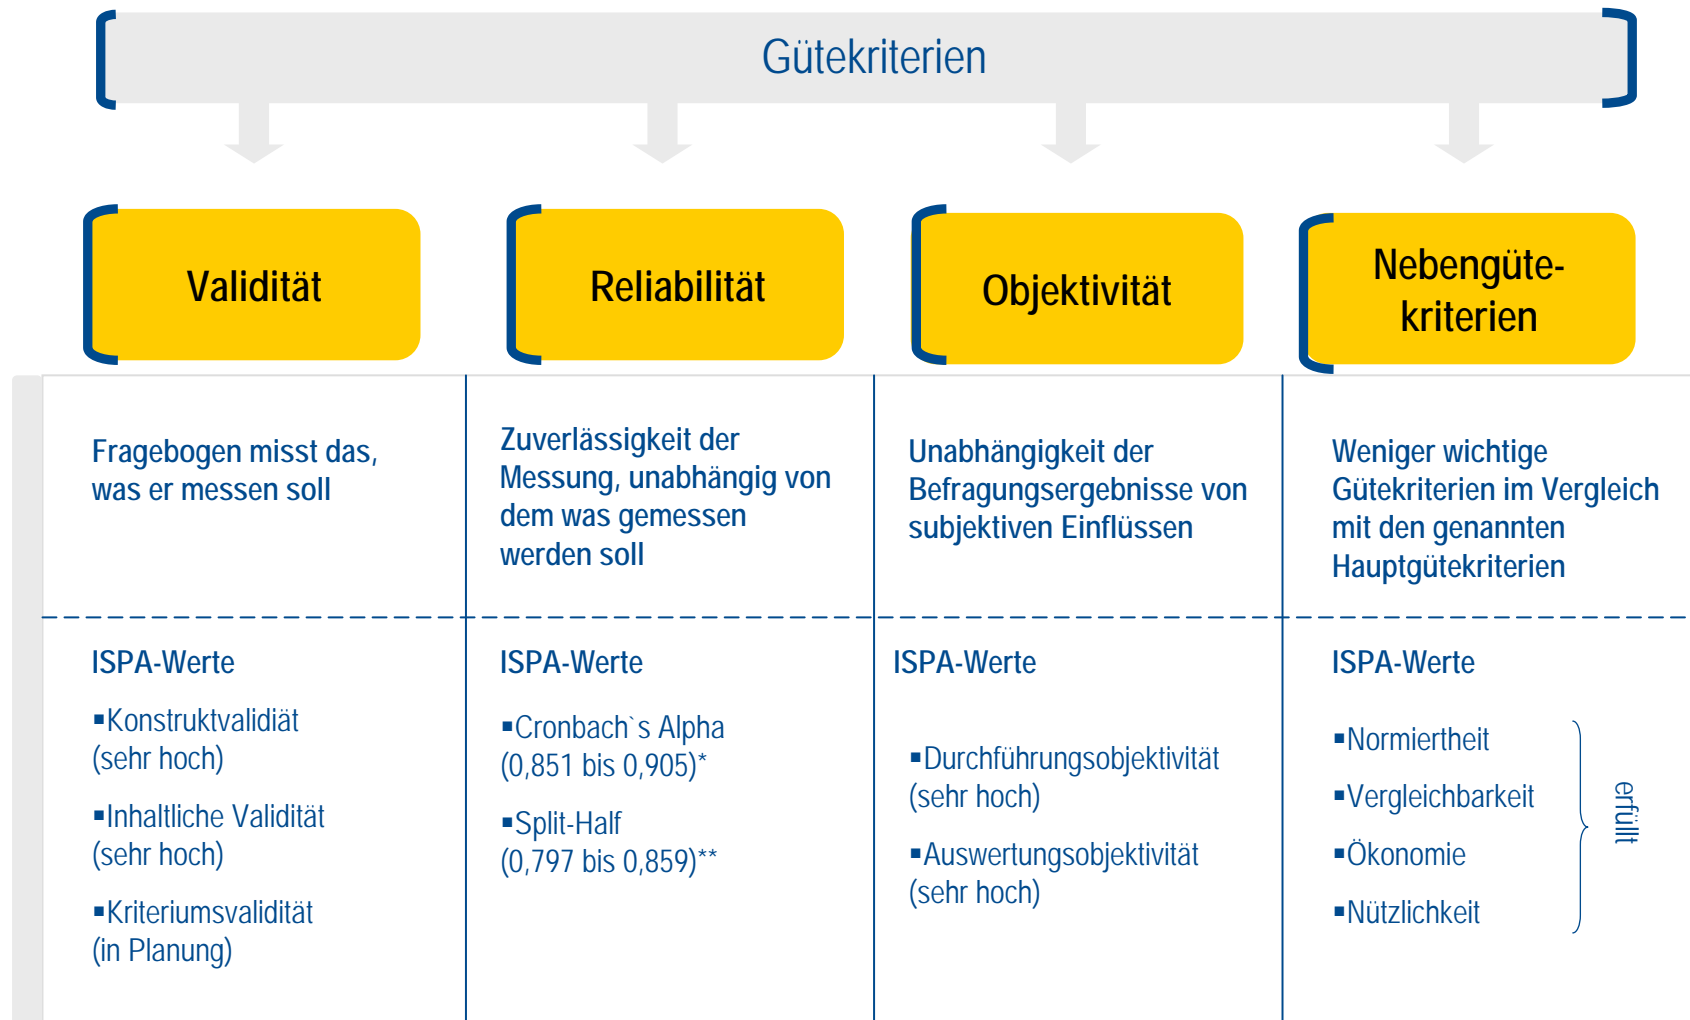 Gütekriterien
Validität
Reliabilität
Objektivität
Nebengüte-
kriterien
Fragebogen misst das,
was er messen soll
Zuverlässigkeit der
Messung, unabhängig von
dem was gemessen
werden soll
Unabhängigkeit der
Befragungsergebnisse von
subjektiven Einflüssen
Weniger wichtige
Gütekriterien im Vergleich
mit den genannten
Hauptgütekriterien
ISPA-Werte
▪Konstruktvalidiät
(sehr hoch)
▪Inhaltliche Validität
(sehr hoch)
▪Kriteriumsvalidität
(in Planung)
ISPA-Werte
▪Cronbach`s Alpha
(0,851 bis 0,905)*
▪Split-Half
(0,797 bis 0,859)**
ISPA-Werte
▪Durchführungsobjektivität
(sehr hoch)
▪Auswertungsobjektivität
(sehr hoch)
ISPA-Werte
▪Normiertheit
▪Vergleichbarkeit
▪Ökonomie
▪Nützlichkeit
erfüllt